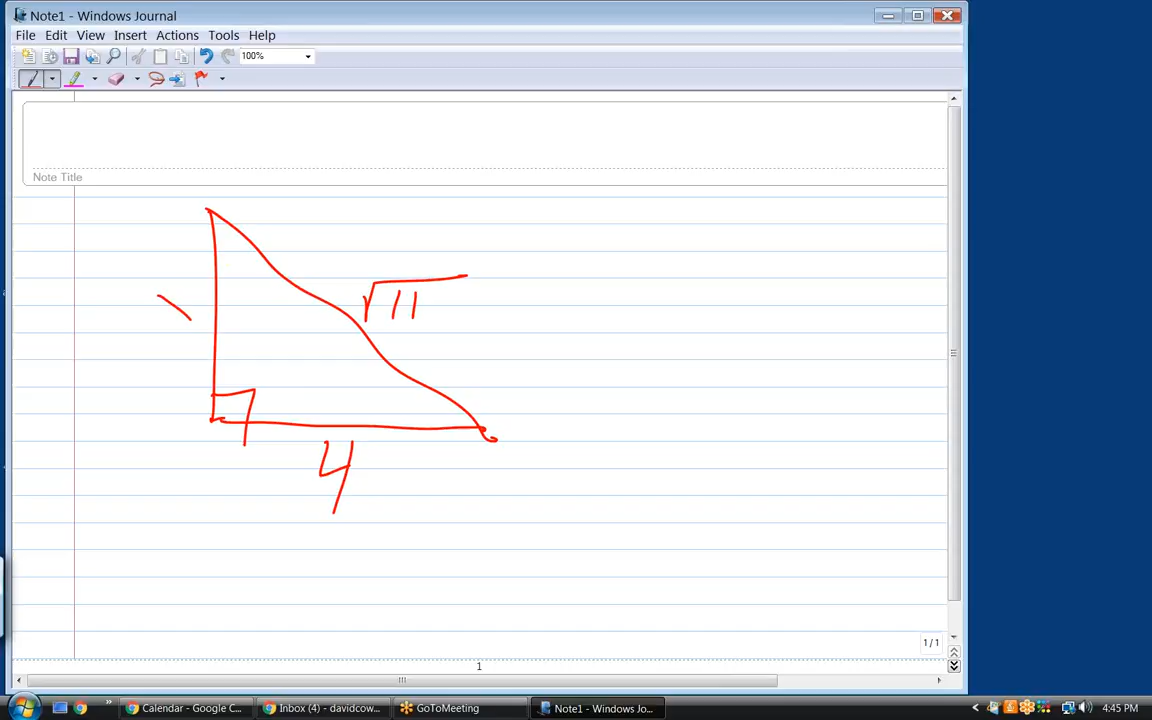 Note1 - Windows Journal
File Edit View Insert Actions Tools Help
100%
Note Title
√11
4
1 / 1
1
Calendar - Google C...
Inbox (4) - davidcow...
GoToMeeting
Note1 - Windows Jo...
4:45 PM